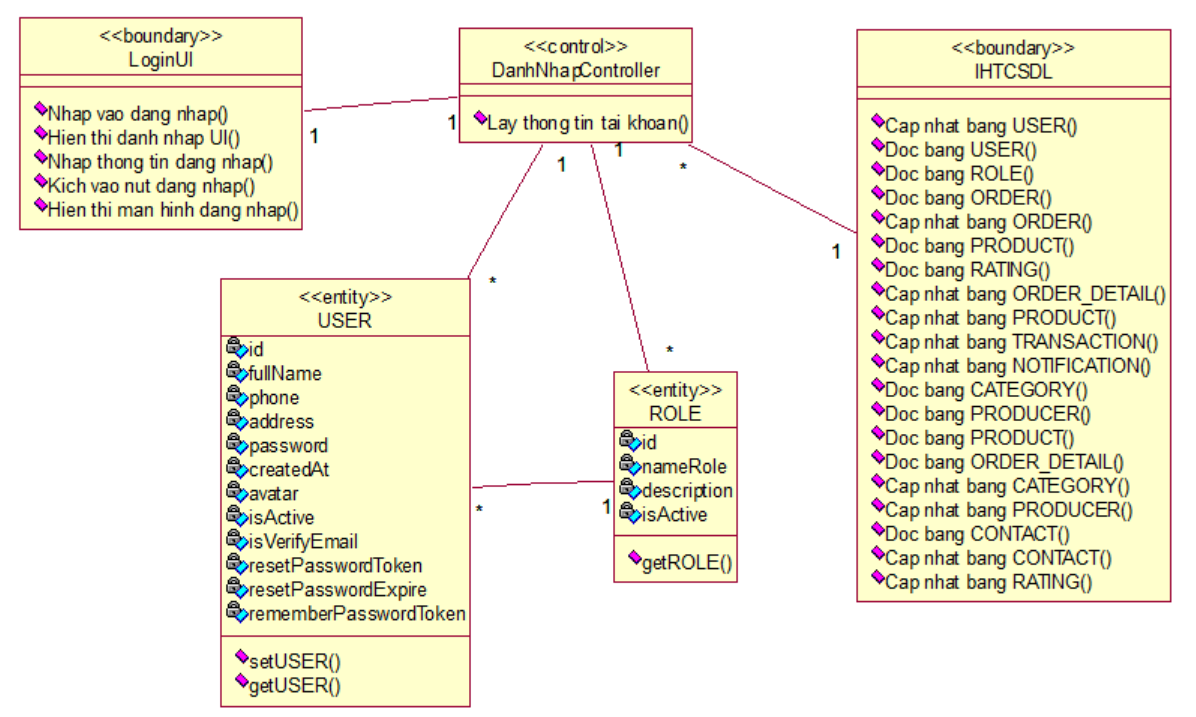 <<boundary>>
LoginUI
Nhap vao dang nhap()
Hien thi danh nhap UI()
Nhap thong tin dang nhap()
Kich vao nut dang nhap()
Hien thi man hinh dang nhap()
1
1
<<control>>
DanhNhapController
Lay thong tin tai khoan()
1
1
*
1
*
*
<<boundary>>
IHTCSDL
Cap nhat bang USER()
Doc bang USER()
Doc bang ROLE()
Doc bang ORDER()
Cap nhat bang ORDER()
Doc bang PRODUCT()
Doc bang RATING()
Cap nhat bang ORDER_DETAIL()
Cap nhat bang PRODUCT()
Cap nhat bang TRANSACTION()
Cap nhat bang NOTIFICATION()
Doc bang CATEGORY()
Doc bang PRODUCER()
Doc bang PRODUCT()
Doc bang ORDER_DETAIL()
Cap nhat bang CATEGORY()
Cap nhat bang PRODUCER()
Doc bang CONTACT()
Cap nhat bang CONTACT()
Cap nhat bang RATING()
<<entity>>
USER
id
fullName
phone
address
password
createdAt
avatar
isActive
isVerifyEmail
resetPasswordToken
resetPasswordExpire
rememberPasswordToken
setUSER()
getUSER()
*
1
<<entity>>
ROLE
id
nameRole
description
isActive
getROLE()